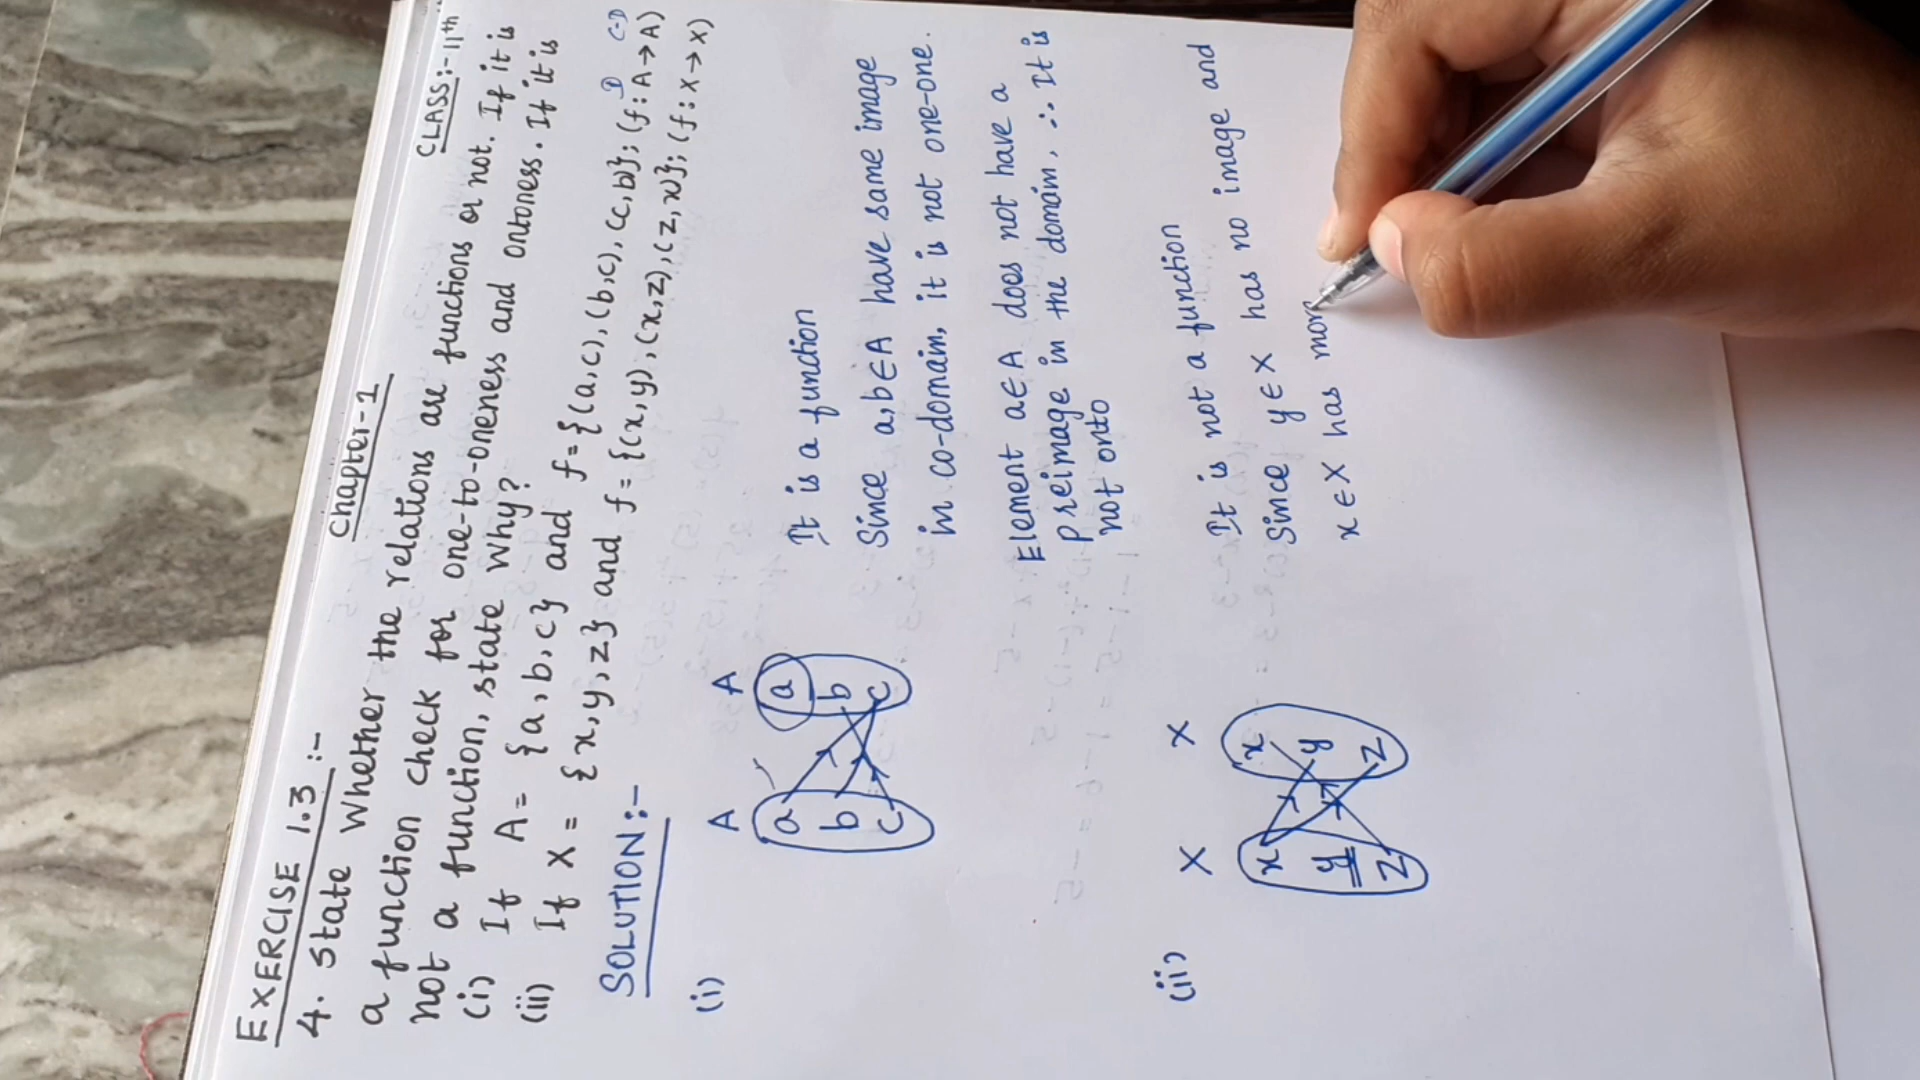 Chapter-1
CLASS:-11th
EXERCISE 1.3 :-
4. State Whether the relations are functions or not. If it is
a function check for one-to-oneness and ontoness. If it is
not a function, state Why?
(i) If A= {a,b,c} and f={(a,c),(b,c),(c,b)}; (f:A→A)
D C-D
(ii) If X= {x,y,z} and f={(x,y),(x,z),(z,x)}; (f:X→X)
SOLUTION:-
(i)
A A
a a
b b
c c
It is a function
Since a,b∈A have same image
in co-domain, it is not one-one.
Element a∈A does not have a
preimage in the domain, ∴ It is
not onto
(ii)
X X
x x
y y
z z
It is not a function
Since y∈X has no image and
x∈X has mor